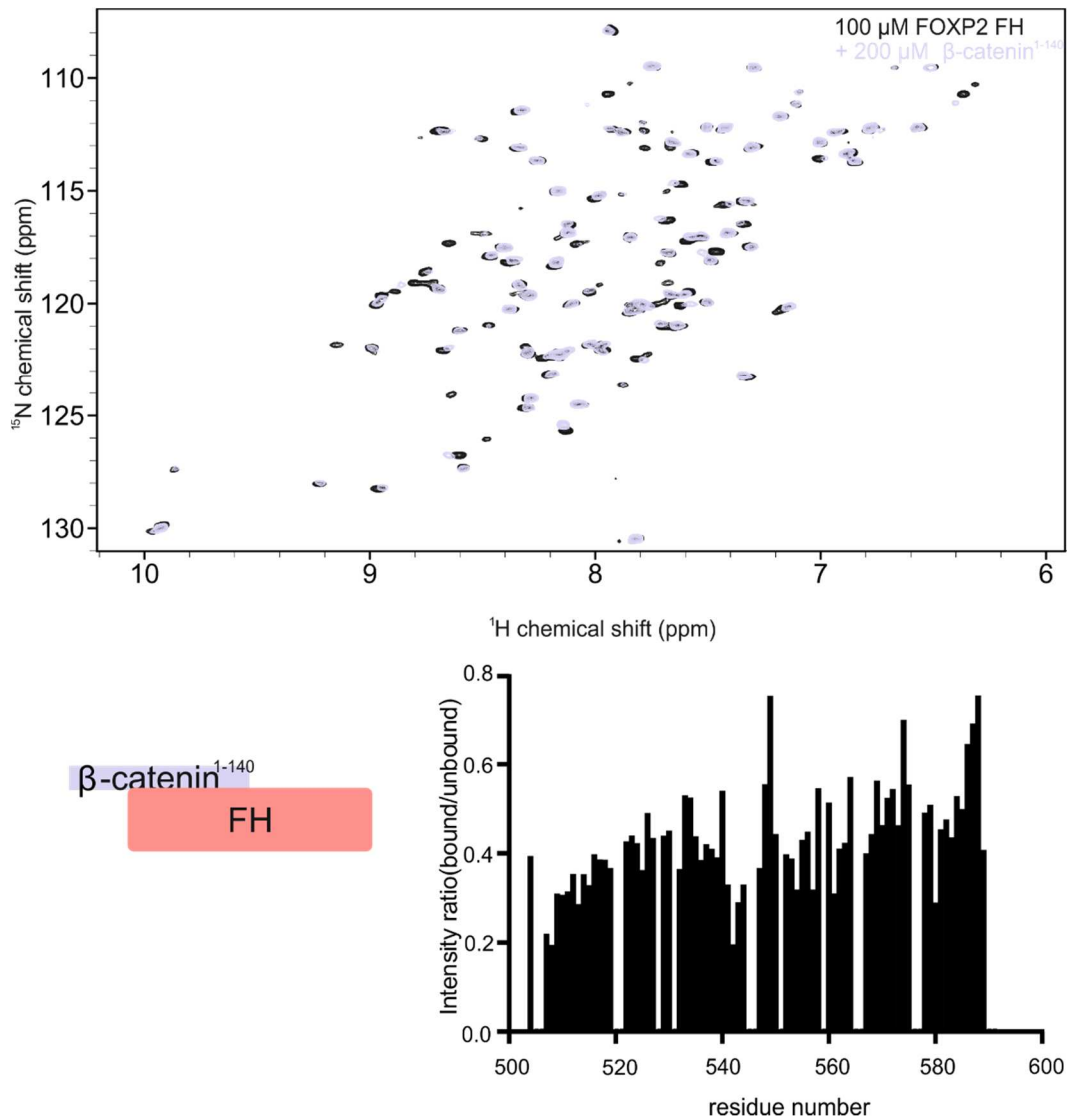 100 µM FOXP2 FH
+ 200 µM β-catenin¹⁻¹⁴⁰
110
115
120
125
130
¹⁵N chemical shift (ppm)
10 9 8 7 6
¹H chemical shift (ppm)
β-catenin¹⁻¹⁴⁰
FH
0.8
0.6
0.4
0.2
0.0
Intensity ratio(bound/unbound)
500 520 540 560 580 600
residue number